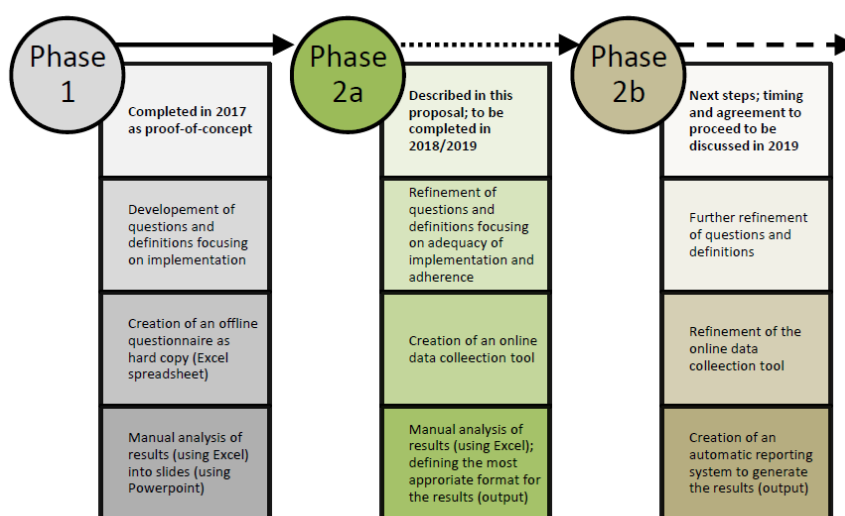 Phase
1
Completed in 2017
as proof-of-concept
Developement of
questions and
definitions focusing
on implementation
Creation of an offline
questionnaire as
hard copy (Excel
spreadsheet)
Manual analysis of
results (using Excel)
into slides (using
Powerpoint)
Phase
2a
Described in this
proposal; to be
completed in
2018/2019
Refinement of
questions and
definitions focusing
on adequacy of
implementation and
adherence
Creation of an online
data colleection tool
Manual analysis of
results (using Excel);
defining the most
approriate format for
the results (output)
Phase
2b
Next steps; timing
and agreement to
proceed to be
discussed in 2019
Further refinement
of questions and
definitions
Refinement of the
online data
colleection tool
Creation of an
automatic reporting
system to generate
the results (output)